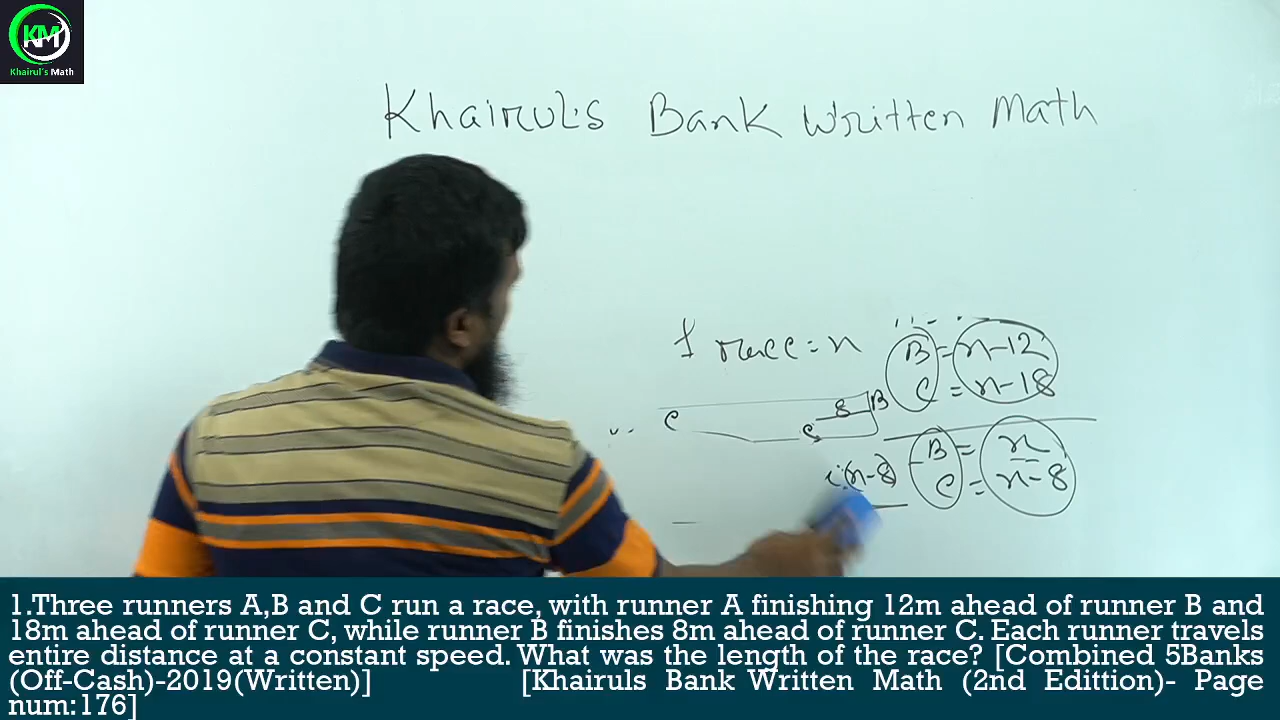 KM
Khairul's Math
Khairul's Bank Written Math
1 race = x
B = x-12
C = x-18
8 B
C
C
(x-8)
B = x
C = x-8
1.Three runners A,B and C run a race, with runner A finishing 12m ahead of runner B and
18m ahead of runner C, while runner B finishes 8m ahead of runner C. Each runner travels
entire distance at a constant speed. What was the length of the race? [Combined 5Banks
(Off-Cash)-2019(Written)] [Khairuls Bank Written Math (2nd Edittion)- Page
num:176]